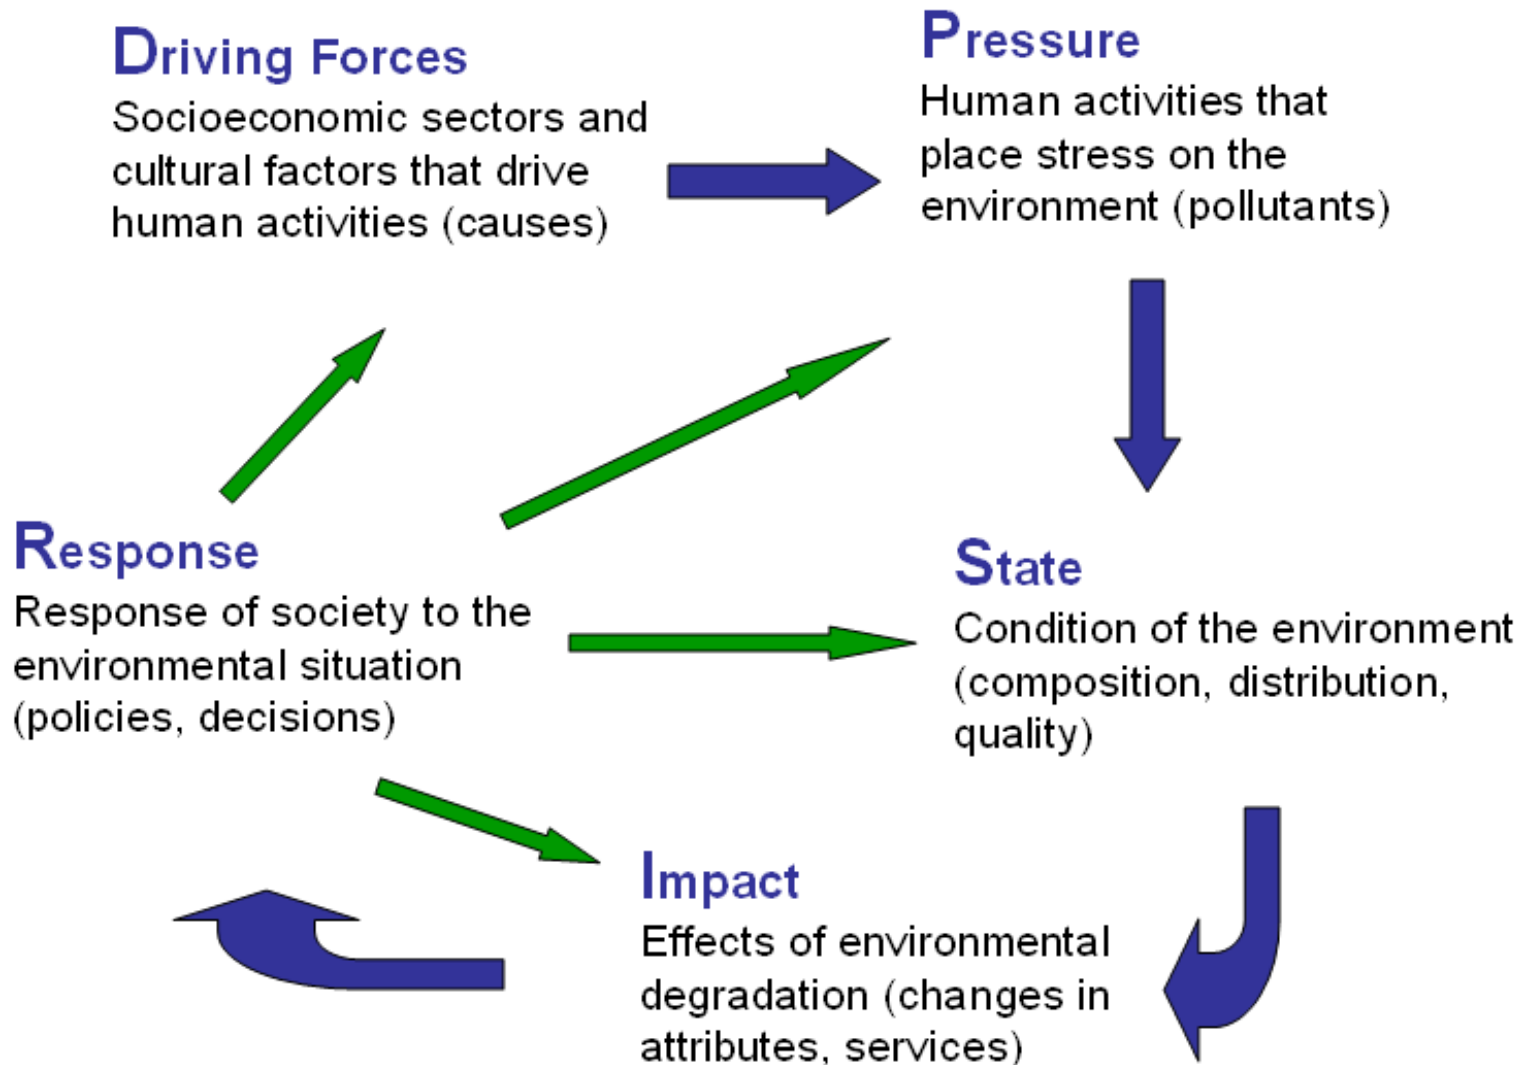 Driving Forces
Socioeconomic sectors and
cultural factors that drive
human activities (causes)
Pressure
Human activities that
place stress on the
environment (pollutants)
Response
Response of society to the
environmental situation
(policies, decisions)
State
Condition of the environment
(composition, distribution,
quality)
Impact
Effects of environmental
degradation (changes in
attributes, services)